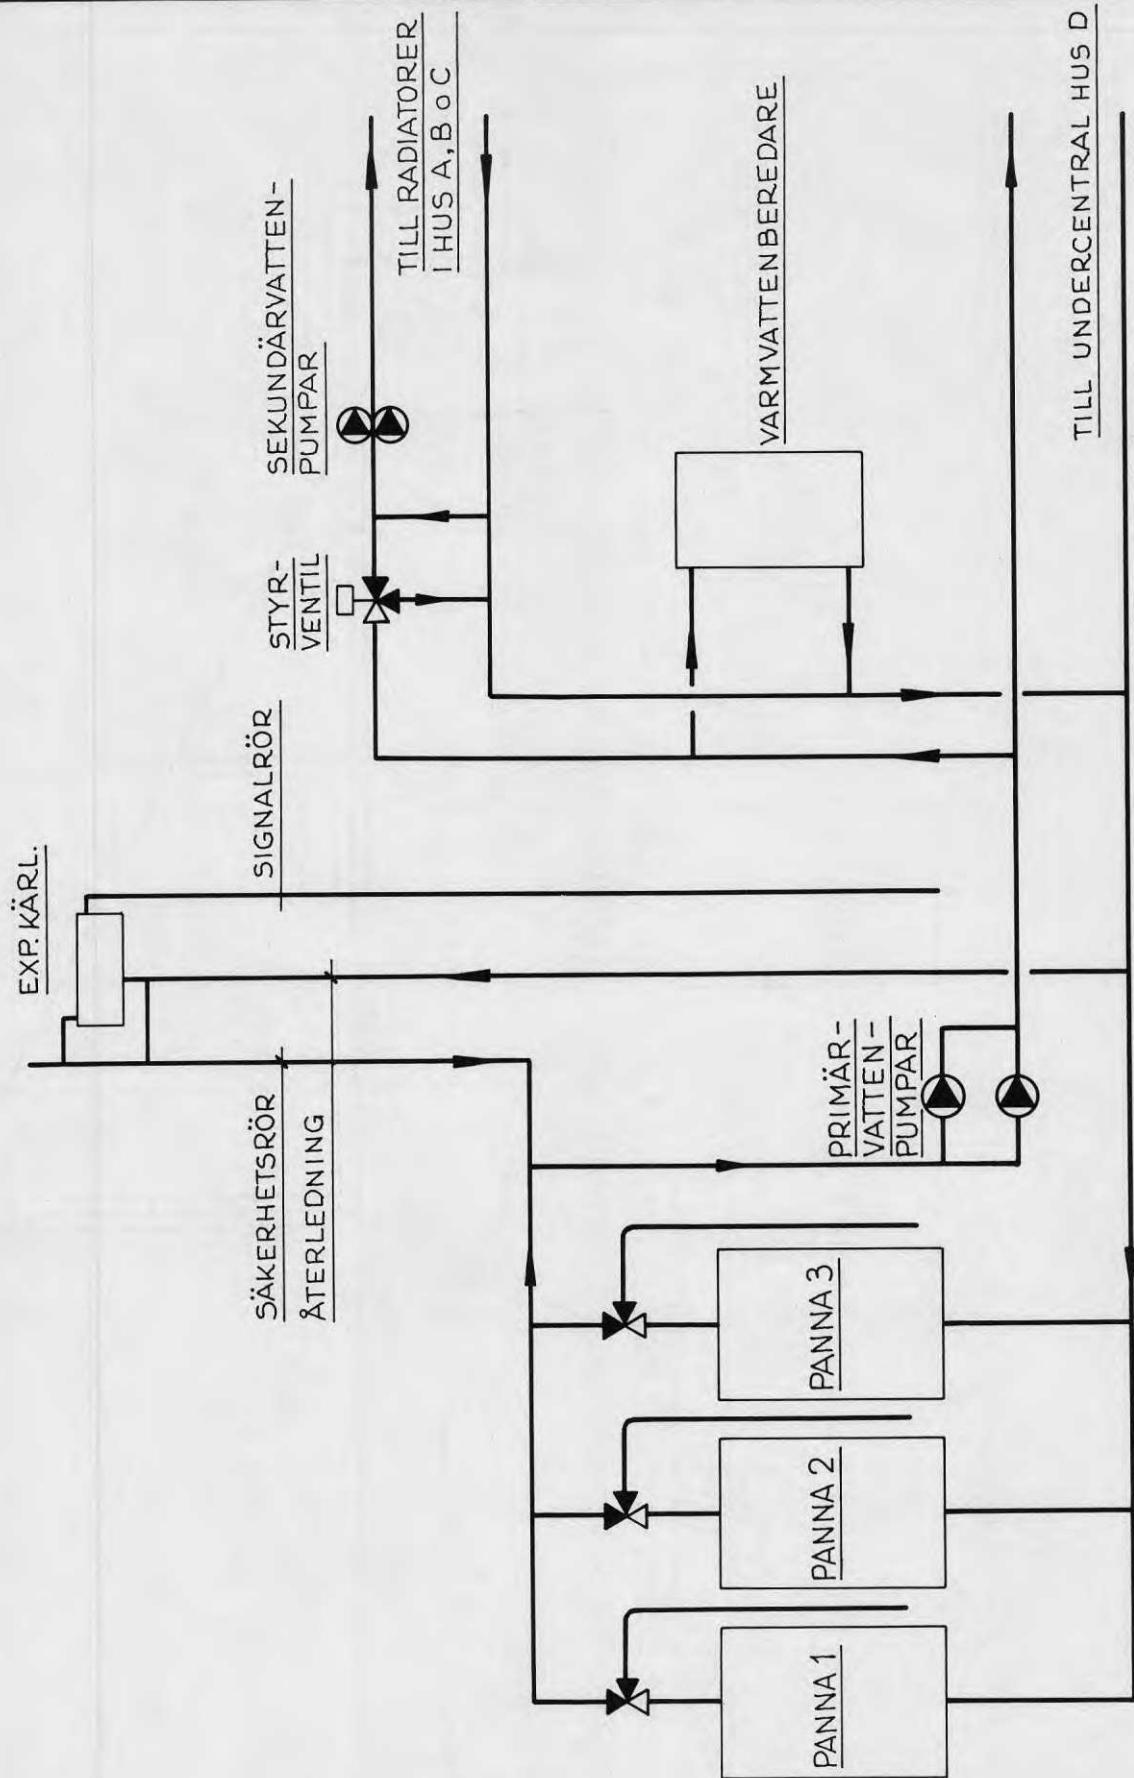 EXP. KÄRL.
SIGNALRÖR
SÄKERHETSRÖR
ÅTERLEDNING
STYR-
VENTIL
SEKUNDÄRVATTEN-
PUMPAR
TILL RADIATORER
I HUS A, B o C
VARMVATTENBEREDARE
PRIMÄR-
VATTEN-
PUMPAR
PANNA 1
PANNA 2
PANNA 3
TILL UNDERCENTRAL HUS D